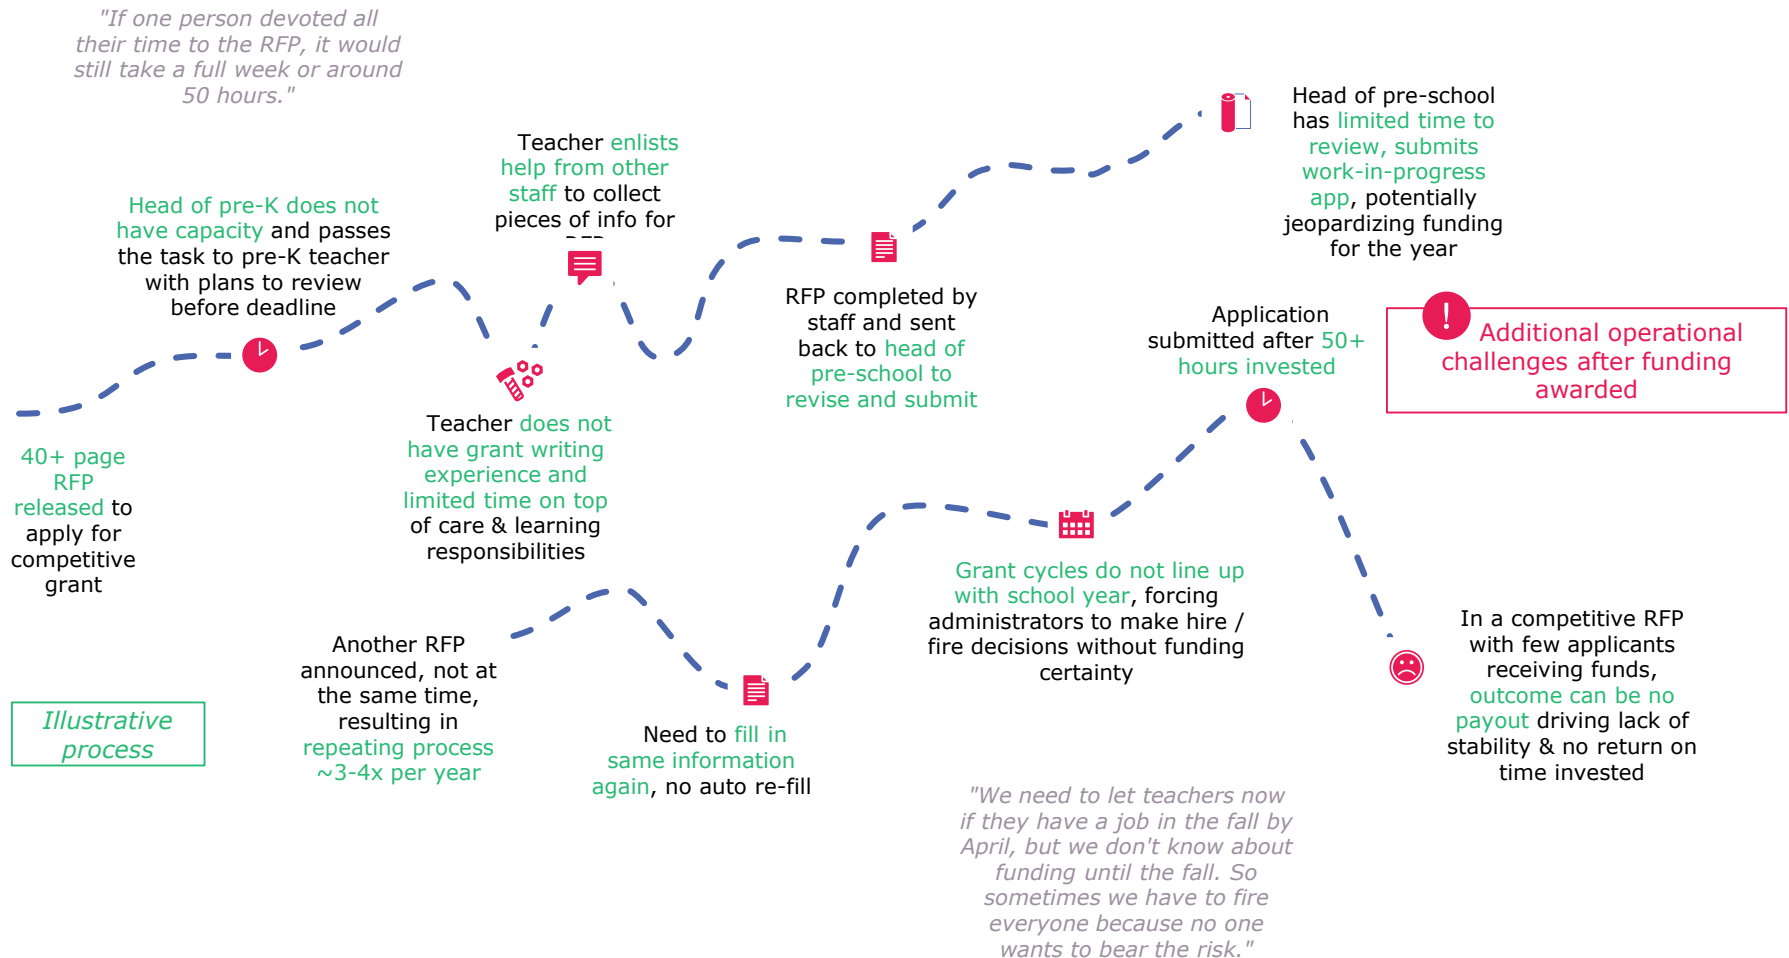 "If one person devoted all
their time to the RFP, it would
still take a full week or around
50 hours."
40+ page
RFP
released to
apply for
competitive
grant
Head of pre-K does not
have capacity and passes
the task to pre-K teacher
with plans to review
before deadline
Teacher does not
have grant writing
experience and
limited time on top
of care & learning
responsibilities
Teacher enlists
help from other
staff to collect
pieces of info for
RFP completed by
staff and sent
back to head of
pre-school to
revise and submit
Head of pre-school
has limited time to
review, submits
work-in-progress
app, potentially
jeopardizing funding
for the year
Additional operational
challenges after funding
awarded
Illustrative
process
Another RFP
announced, not at
the same time,
resulting in
repeating process
~3-4x per year
Need to fill in
same information
again, no auto re-fill
Grant cycles do not line up
with school year, forcing
administrators to make hire /
fire decisions without funding
certainty
Application
submitted after 50+
hours invested
In a competitive RFP
with few applicants
receiving funds,
outcome can be no
payout driving lack of
stability & no return on
time invested
"We need to let teachers now
if they have a job in the fall by
April, but we don't know about
funding until the fall. So
sometimes we have to fire
everyone because no one
wants to bear the risk."